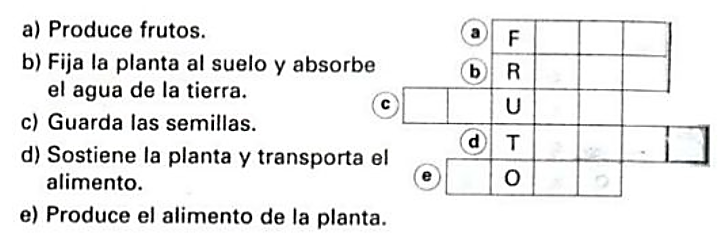 a) Produce frutos.
b) Fija la planta al suelo y absorbe
el agua de la tierra.
c) Guarda las semillas.
d) Sostiene la planta y transporta el
alimento.
e) Produce el alimento de la planta.
a F
b R
c U
d T
e O